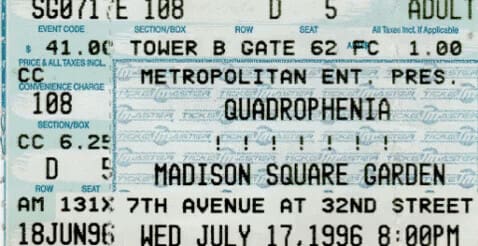 SG0717E 108 D 5 ADULT
EVENT CODE SECTION/BOX ROW SEAT All Taxes Incl. If Applicable
$ 41.00 TOWER B GATE 62 FC 1.00
PRICE & ALL TAXES INCL.
CC METROPOLITAN ENT. PRES.
CONVENIENCE CHARGE
108 QUADROPHENIA
SECTION/BOX
CC 6.25 ! ! ! ! ! ! !
D 5 MADISON SQUARE GARDEN
ROW SEAT
AM 131X 7TH AVENUE AT 32ND STREET
18JUN96 WED JULY 17,1996 8:00PM